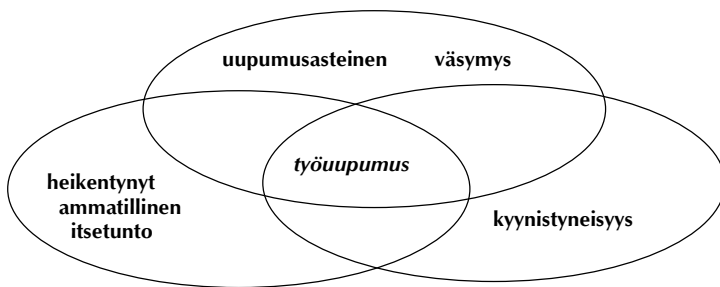 uupumusasteinen väsymys
työuupumus
heikentynyt
ammatillinen
itsetunto
kyynistyneisyys